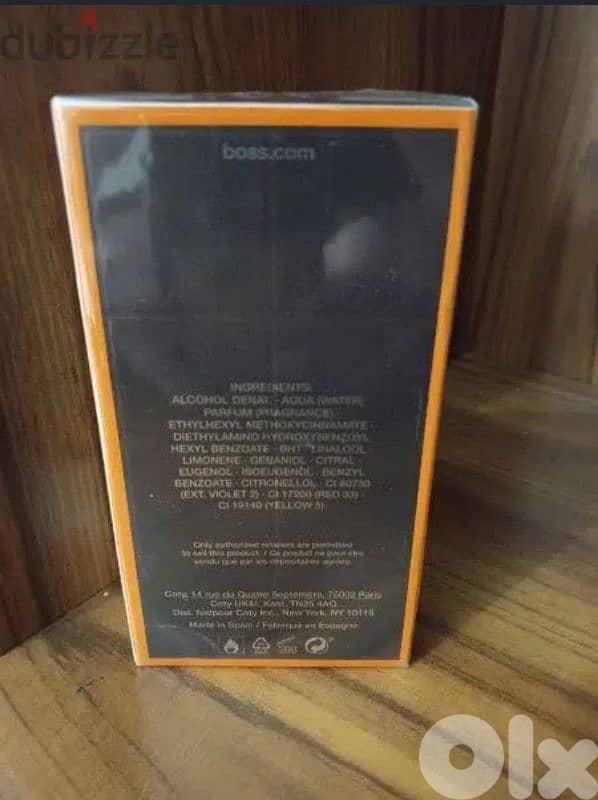 dubizzle
boss.com
INGREDIENTS:
ALCOHOL DENAT. · AQUA (WATER)
PARFUM (FRAGRANCE) ·
ETHYLHEXYL METHOXYCINNAMATE ·
DIETHYLAMINO HYDROXYBENZOYL
HEXYL BENZOATE · BHT · LINALOOL ·
LIMONENE · GERANIOL · CITRAL ·
EUGENOL · ISOEUGENOL · BENZYL
BENZOATE · CITRONELLOL · CI 60730
(EXT. VIOLET 2) · CI 17200 (RED 33) ·
CI 19140 (YELLOW 5)
Only authorized retailers are permitted
to sell this product. / Ce produit ne peut être
vendu que par les dépositaires agréés.
Coty, 14 rue du Quatre Septembre, 75002 Paris
Coty UK&I, Kent, TN25 4AQ
Dist. for/pour Coty Inc., New York, NY 10118
Made in Spain / Fabriqué en Espagne
Olx